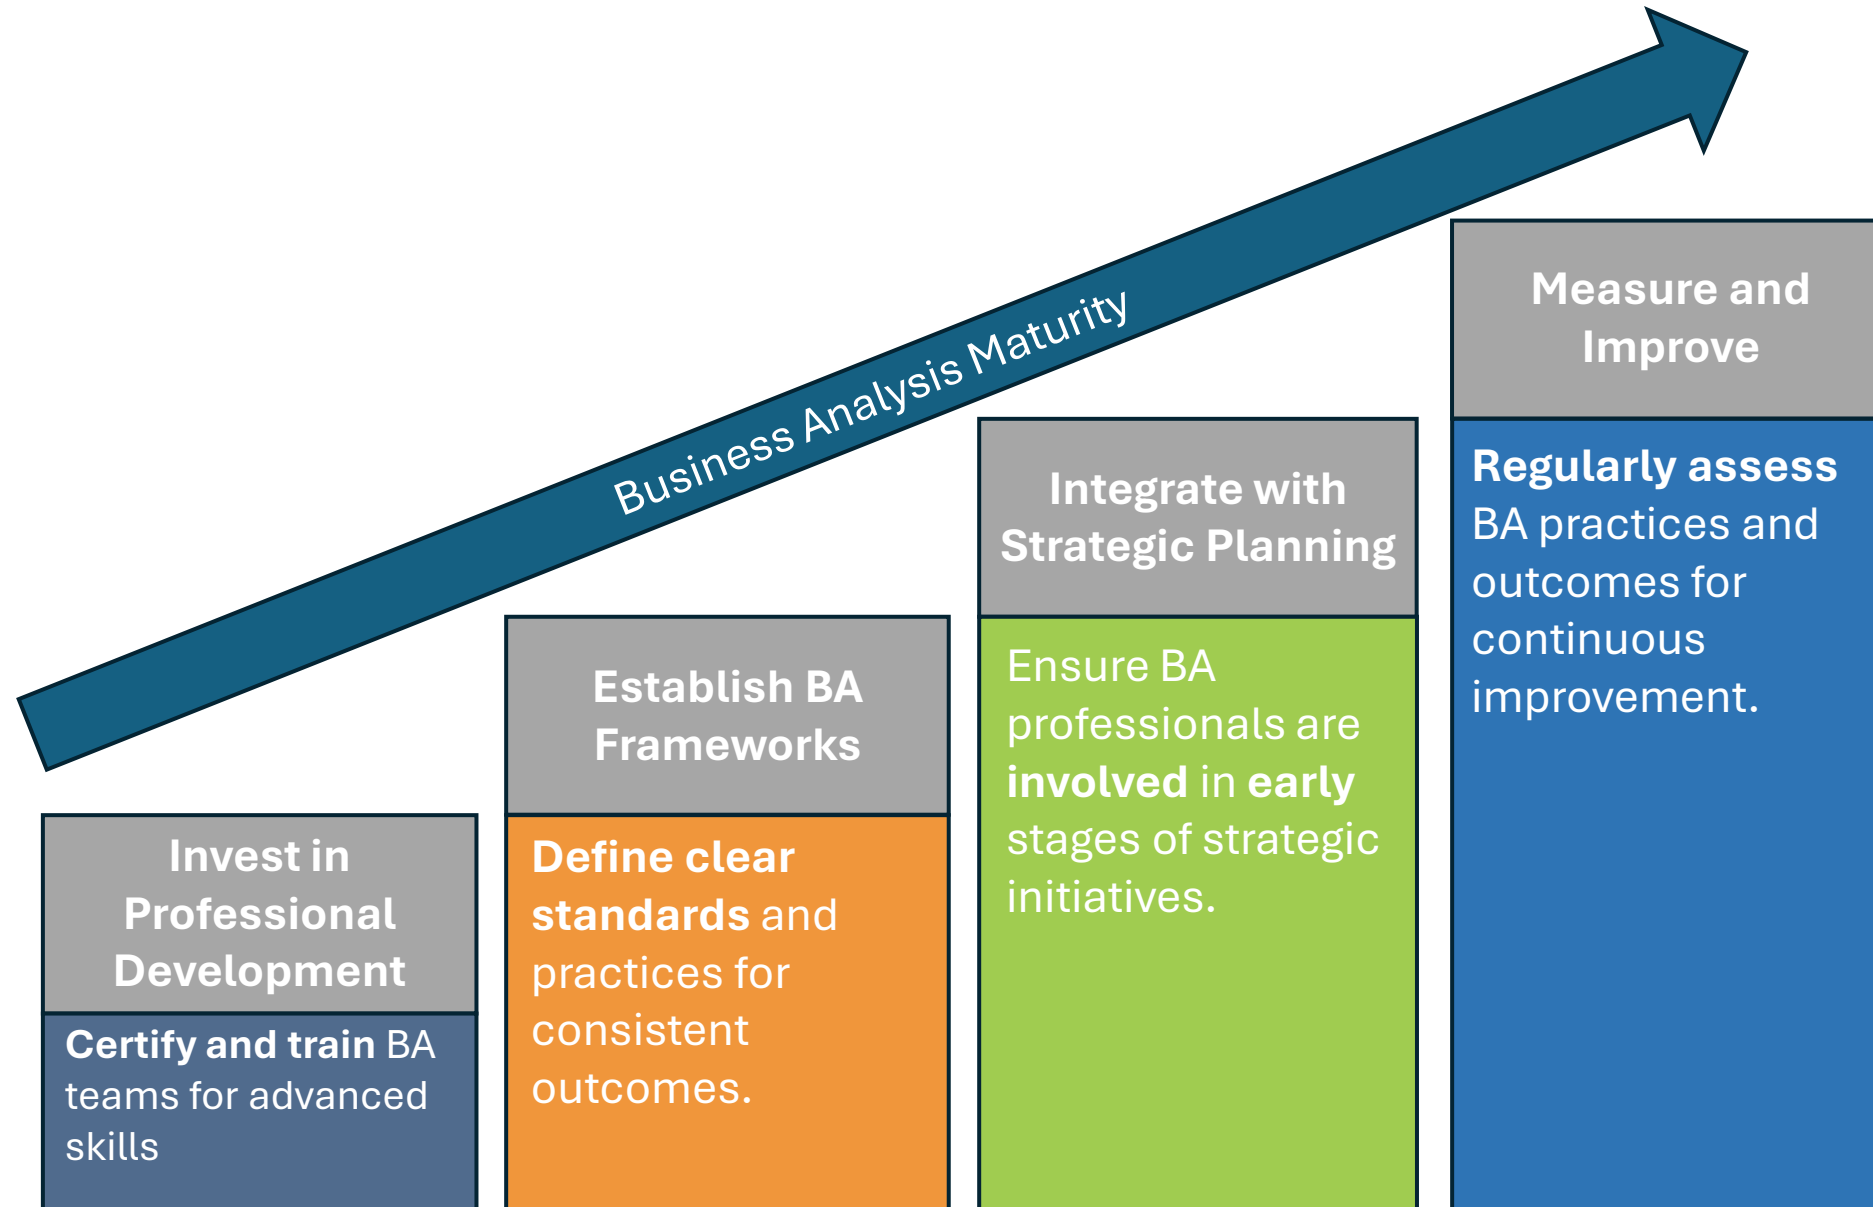 Business Analysis Maturity
Invest in
Professional
Development
Certify and train BA
teams for advanced
skills
Establish BA
Frameworks
Define clear
standards and
practices for
consistent
outcomes.
Integrate with
Strategic Planning
Ensure BA
professionals are
involved in early
stages of strategic
initiatives.
Measure and
Improve
Regularly assess
BA practices and
outcomes for
continuous
improvement.